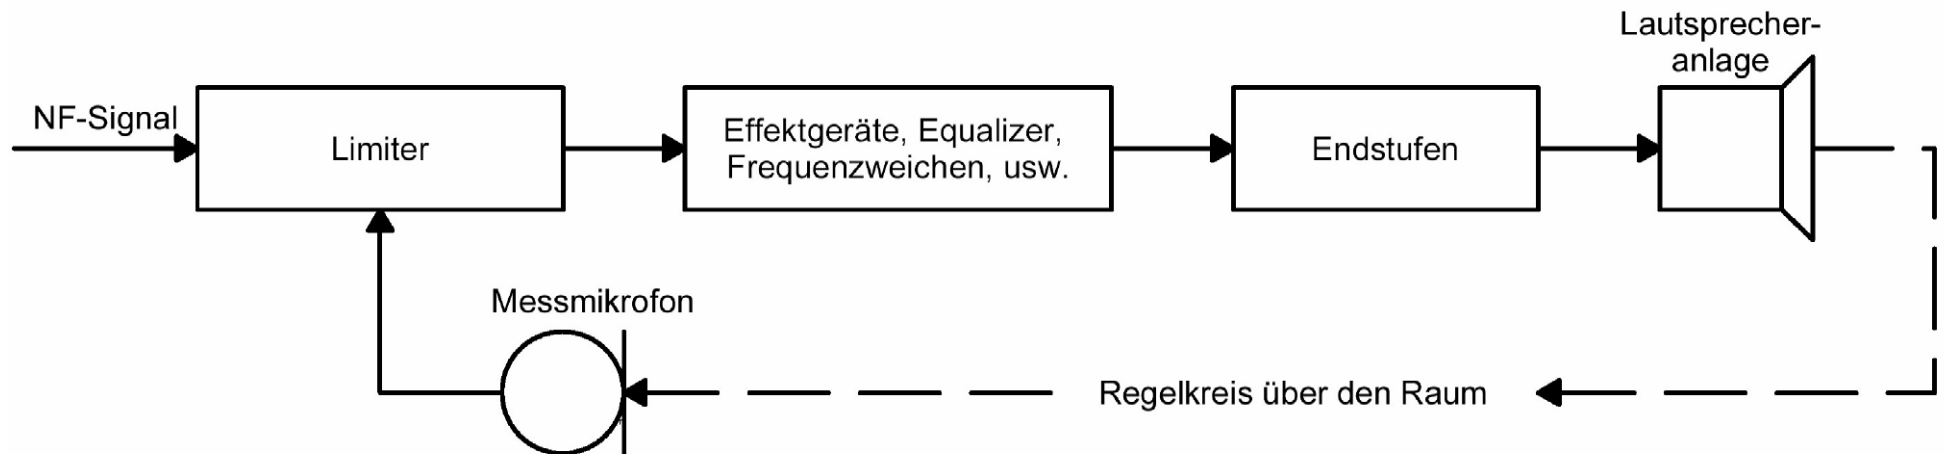 Lautsprecher-
anlage
NF-Signal
Limiter
Effektgeräte, Equalizer,
Frequenzweichen, usw.
Endstufen
Messmikrofon
Regelkreis über den Raum